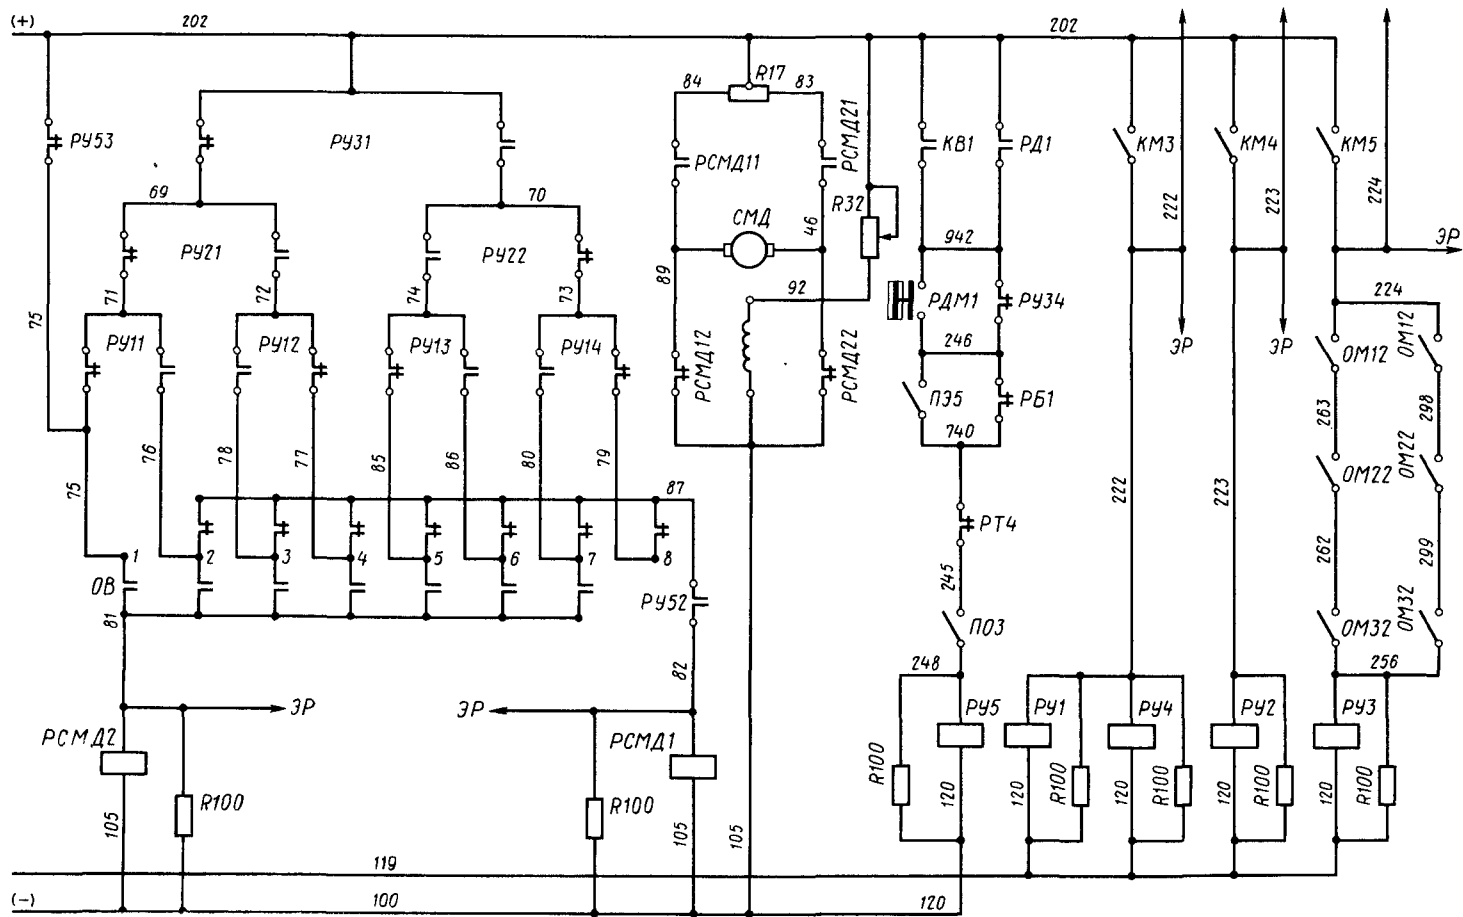 (+)
202
202
84
R17
83
РУ53
РУ31
РСМД11
РСМД21
КВ1
РД1
КМ3
КМ4
КМ5
222
223
224
69
70
R32
СМД
46
942
ЭР
РУ21
РУ22
89
92
71
72
74
73
75
РДМ1
РУ34
224
246
ЭР
ЭР
РУ11
РУ12
РУ13
РУ14
РСМД12
РСМД22
ОМ12
ОМ12
ПЭ5
РБ1
263
298
740
76
78
77
85
86
80
79
75
87
222
223
ОМ22
ОМ22
РТ4
1
2
3
4
5
6
7
8
245
262
299
ОВ
РУ52
81
ПО3
ОМ32
ОМ32
82
248
256
ЭР
ЭР
РСМД2
РСМД1
РУ5
РУ1
РУ4
РУ2
РУ3
R100
R100
105
105
105
R100
120
120
R100
120
R100
120
R100
120
R100
119
(-)
100
120